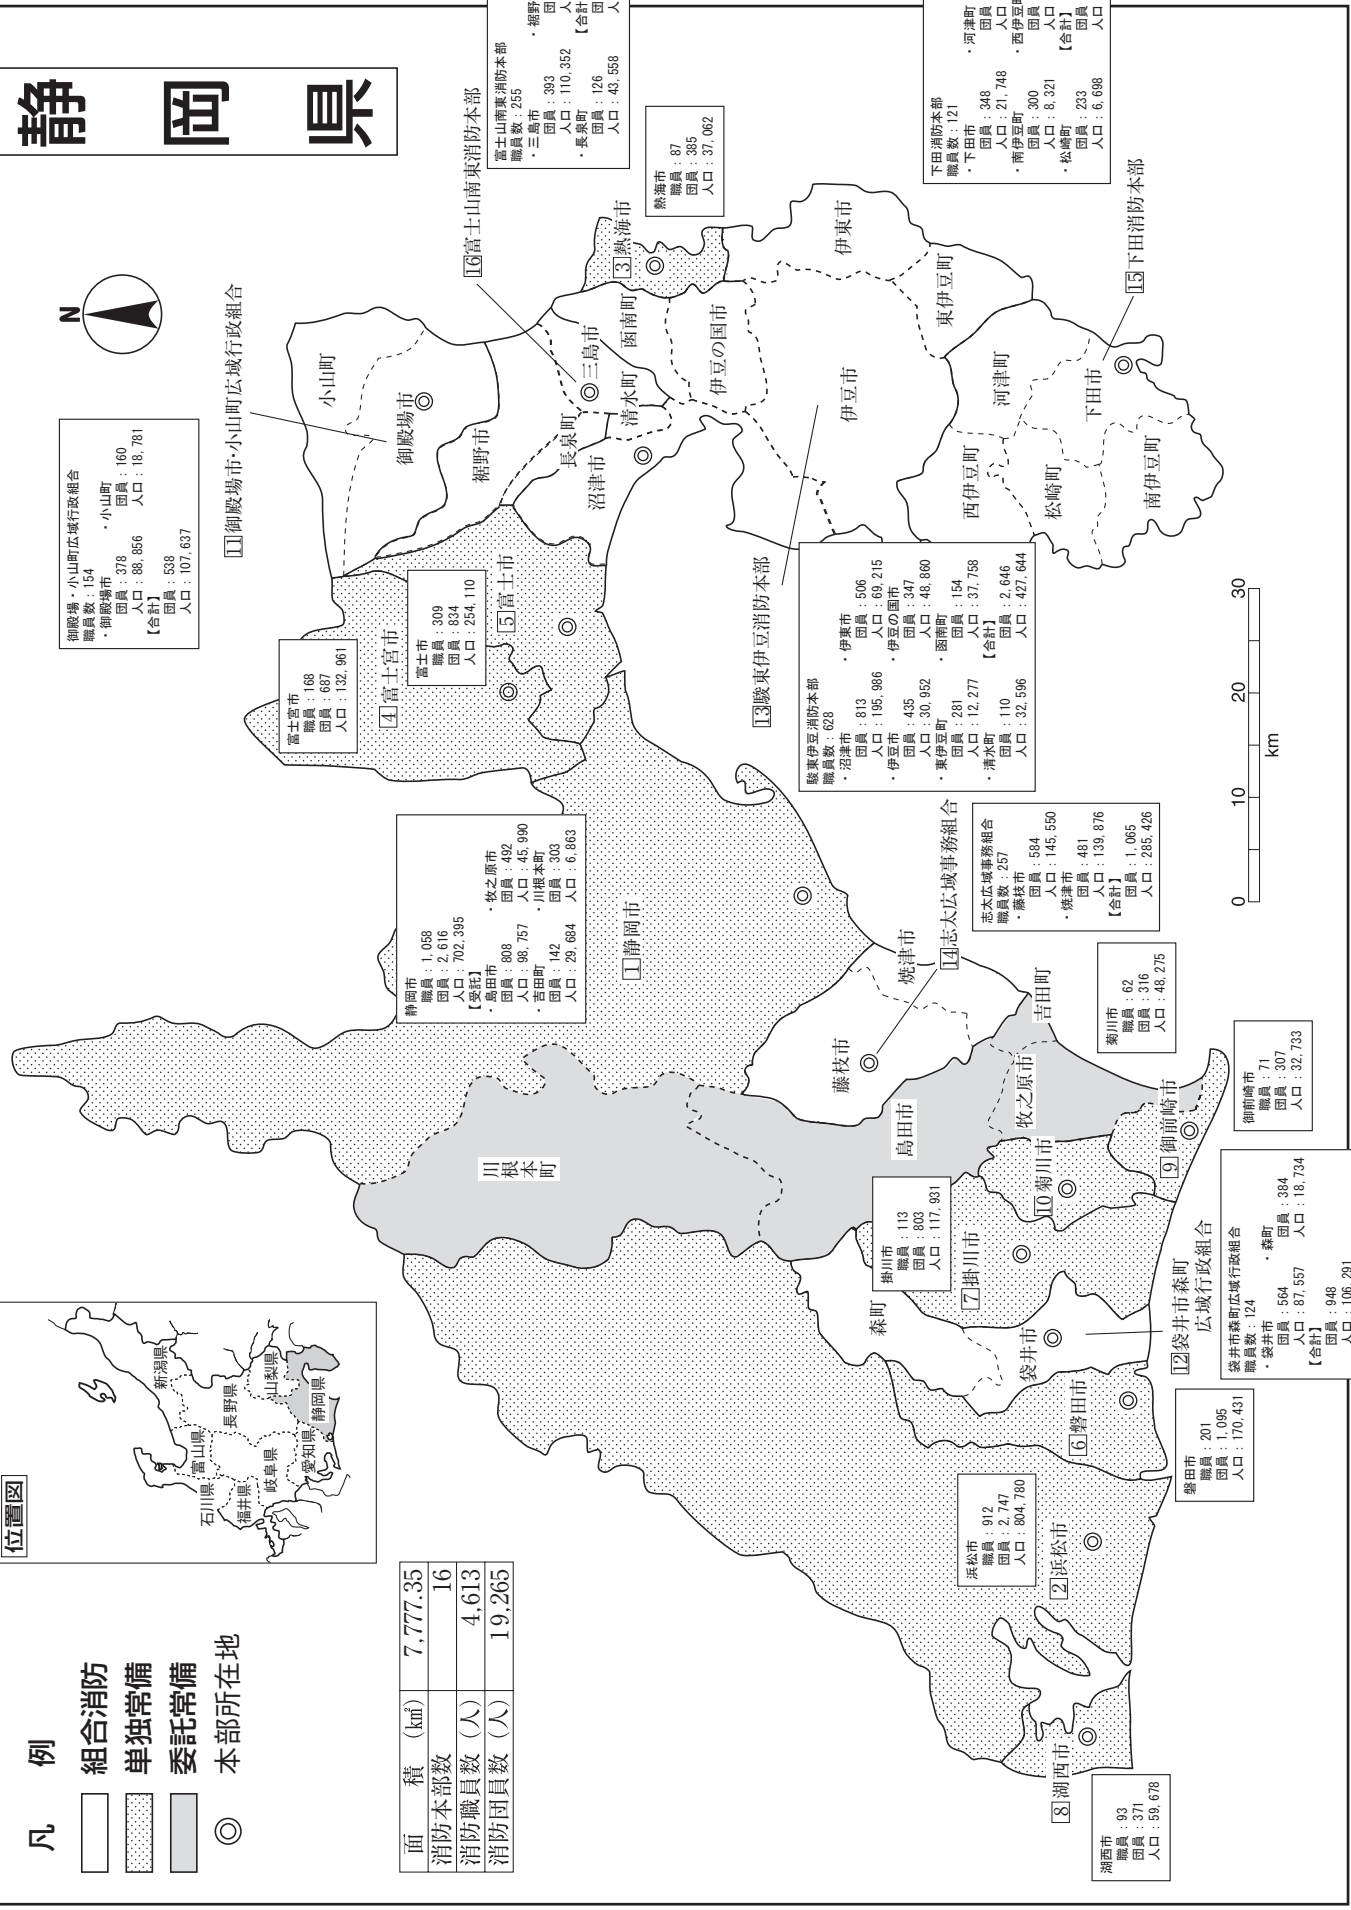 静岡県
位置図
新潟県
富山県
石川県
長野県
福井県
岐阜県
山梨県
愛知県
静岡県
凡　例
組合消防
単独常備
委託常備
本部所在地
面　積　(km²)　7,777.35
消防本部数　16
消防職員数（人）　4,613
消防団員数（人）　19,265
N
御殿場・小山町広域行政組合
職員数：154
・御殿場市　・小山町
団員：378　団員：160
人口：88,856　人口：18,781
【合計】
団員：538
人口：107,637
11御殿場市・小山町広域行政組合
16富士山南東消防本部
富士山南東消防本部
職員数：255
・三島市　・裾野
団員：393　団
人口：110,352　人
・長泉町　【合計
団員：126　団
人口：43,558　人
熱海市
職員：87
団員：385
人口：37,062
下田消防本部
職員数：121
・下田市　・河津町
団員：348　団員
人口：21,748　人口
・南伊豆町　・西伊豆町
団員：300　団員
人口：8,321　人口
・松崎町　【合計】
団員：233　団員
人口：6,698　人口
15下田消防本部
富士宮市
職員：168
団員：687
人口：132,961
富士市
職員：309
団員：834
人口：254,110
13駿東伊豆消防本部
駿東伊豆消防本部
職員数：628
・沼津市　・伊東市
団員：813　団員：506
人口：195,986　人口：69,215
・伊豆市　・伊豆の国市
団員：435　団員：347
人口：30,952　人口：48,860
・東伊豆町　・函南町
団員：281　団員：154
人口：12,277　人口：37,758
・清水町　【合計】
団員：110　団員：2,646
人口：32,596　人口：427,644
静岡市
職員：1,058
団員：2,616
人口：702,395
【受託】
・島田市　・牧之原市
団員：808　団員：492
人口：98,757　人口：45,990
・吉田町　・川根本町
団員：142　団員：303
人口：29,684　人口：6,863
14志太広域事務組合
志太広域事務組合
職員数：257
・藤枝市
団員：584
人口：145,550
・焼津市
団員：481
人口：139,876
【合計】
団員：1,065
人口：285,426
菊川市
職員：62
団員：316
人口：48,275
御前崎市
職員：71
団員：307
人口：32,733
掛川市
職員：113
団員：803
人口：117,931
12袋井市森町
広域行政組合
袋井市森町広域行政組合
職員数：124
・袋井市　・森町
団員：564　団員：384
人口：87,557　人口：18,734
【合計】
団員：948
人口：106,291
磐田市
職員：201
団員：1,095
人口：170,431
浜松市
職員：912
団員：2,747
人口：804,780
湖西市
職員：93
団員：371
人口：59,678
小山町
御殿場市
裾野市
長泉町
三島市
函南町
清水町
沼津市
3熱海市
伊豆の国市
伊東市
伊豆市
東伊豆町
河津町
西伊豆町
松崎町
下田市
南伊豆町
4富士宮市
5富士市
1静岡市
焼津市
藤枝市
吉田町
島田市
牧之原市
川根本町
9御前崎市
10菊川市
7掛川市
森町
袋井市
6磐田市
2浜松市
8湖西市
0　10　20　30
km